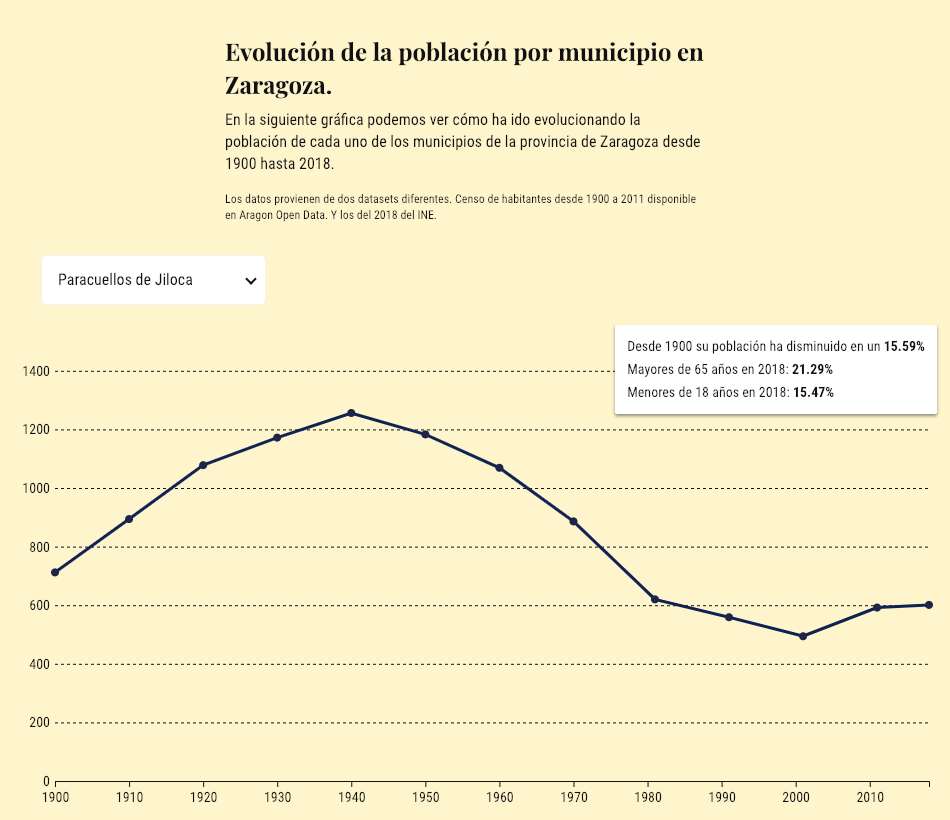 Evolución de la población por municipio en
Zaragoza.
En la siguiente gráfica podemos ver cómo ha ido evolucionando la
población de cada uno de los municipios de la provincia de Zaragoza desde
1900 hasta 2018.
Los datos provienen de dos datasets diferentes. Censo de habitantes desde 1900 a 2011 disponible
en Aragon Open Data. Y los del 2018 del INE.
Paracuellos de Jiloca
Desde 1900 su población ha disminuido en un 15.59%
Mayores de 65 años en 2018: 21.29%
Menores de 18 años en 2018: 15.47%
1400
1200
1000
800
600
400
200
0
1900 1910 1920 1930 1940 1950 1960 1970 1980 1990 2000 2010